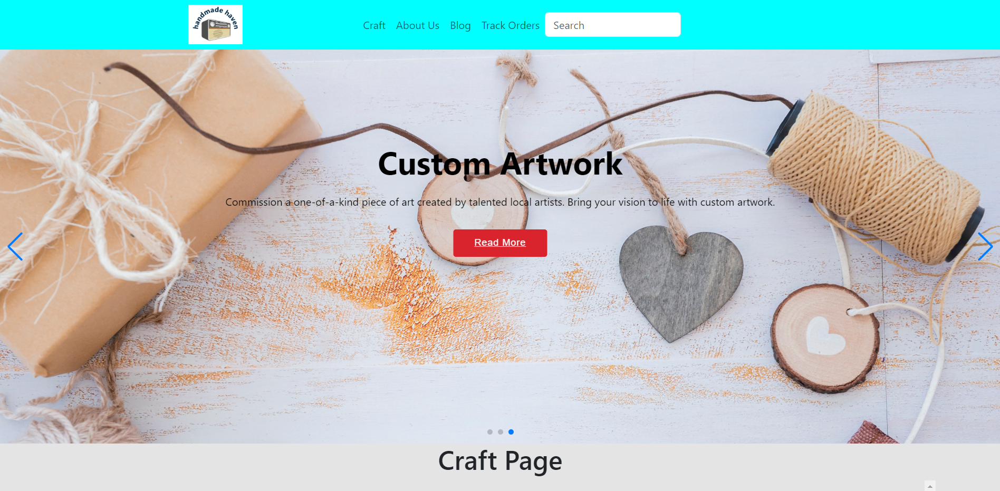 handmade haven
Craft About Us Blog Track Orders Search
Custom Artwork
Commission a one-of-a-kind piece of art created by talented local artists. Bring your vision to life with custom artwork.
Read More
Craft Page